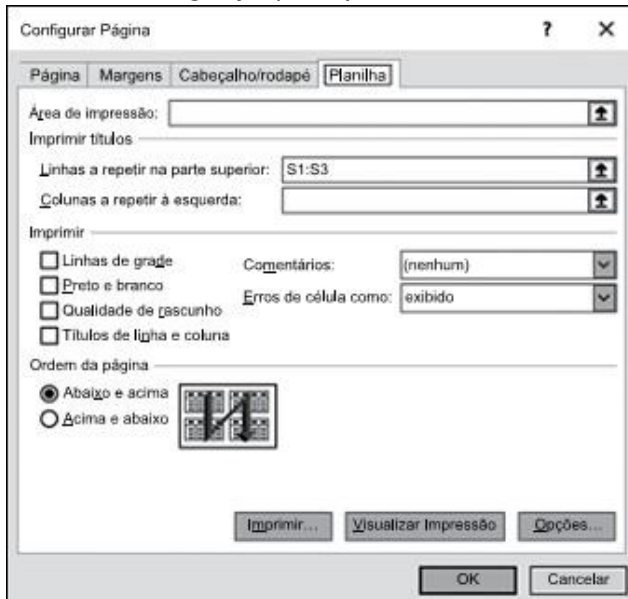 Configurar Página ? X
Página Margens Cabeçalho/rodapé Planilha
Área de impressão:
Imprimir títulos
Linhas a repetir na parte superior: S1:S3
Colunas a repetir à esquerda:
Imprimir
Linhas de grade
Comentários: (nenhum)
Preto e branco
Erros de célula como: exibido
Qualidade de rascunho
Títulos de linha e coluna
Ordem da página
Abaixo e acima
Acima e abaixo
Imprimir... Visualizar Impressão Opções...
OK Cancelar